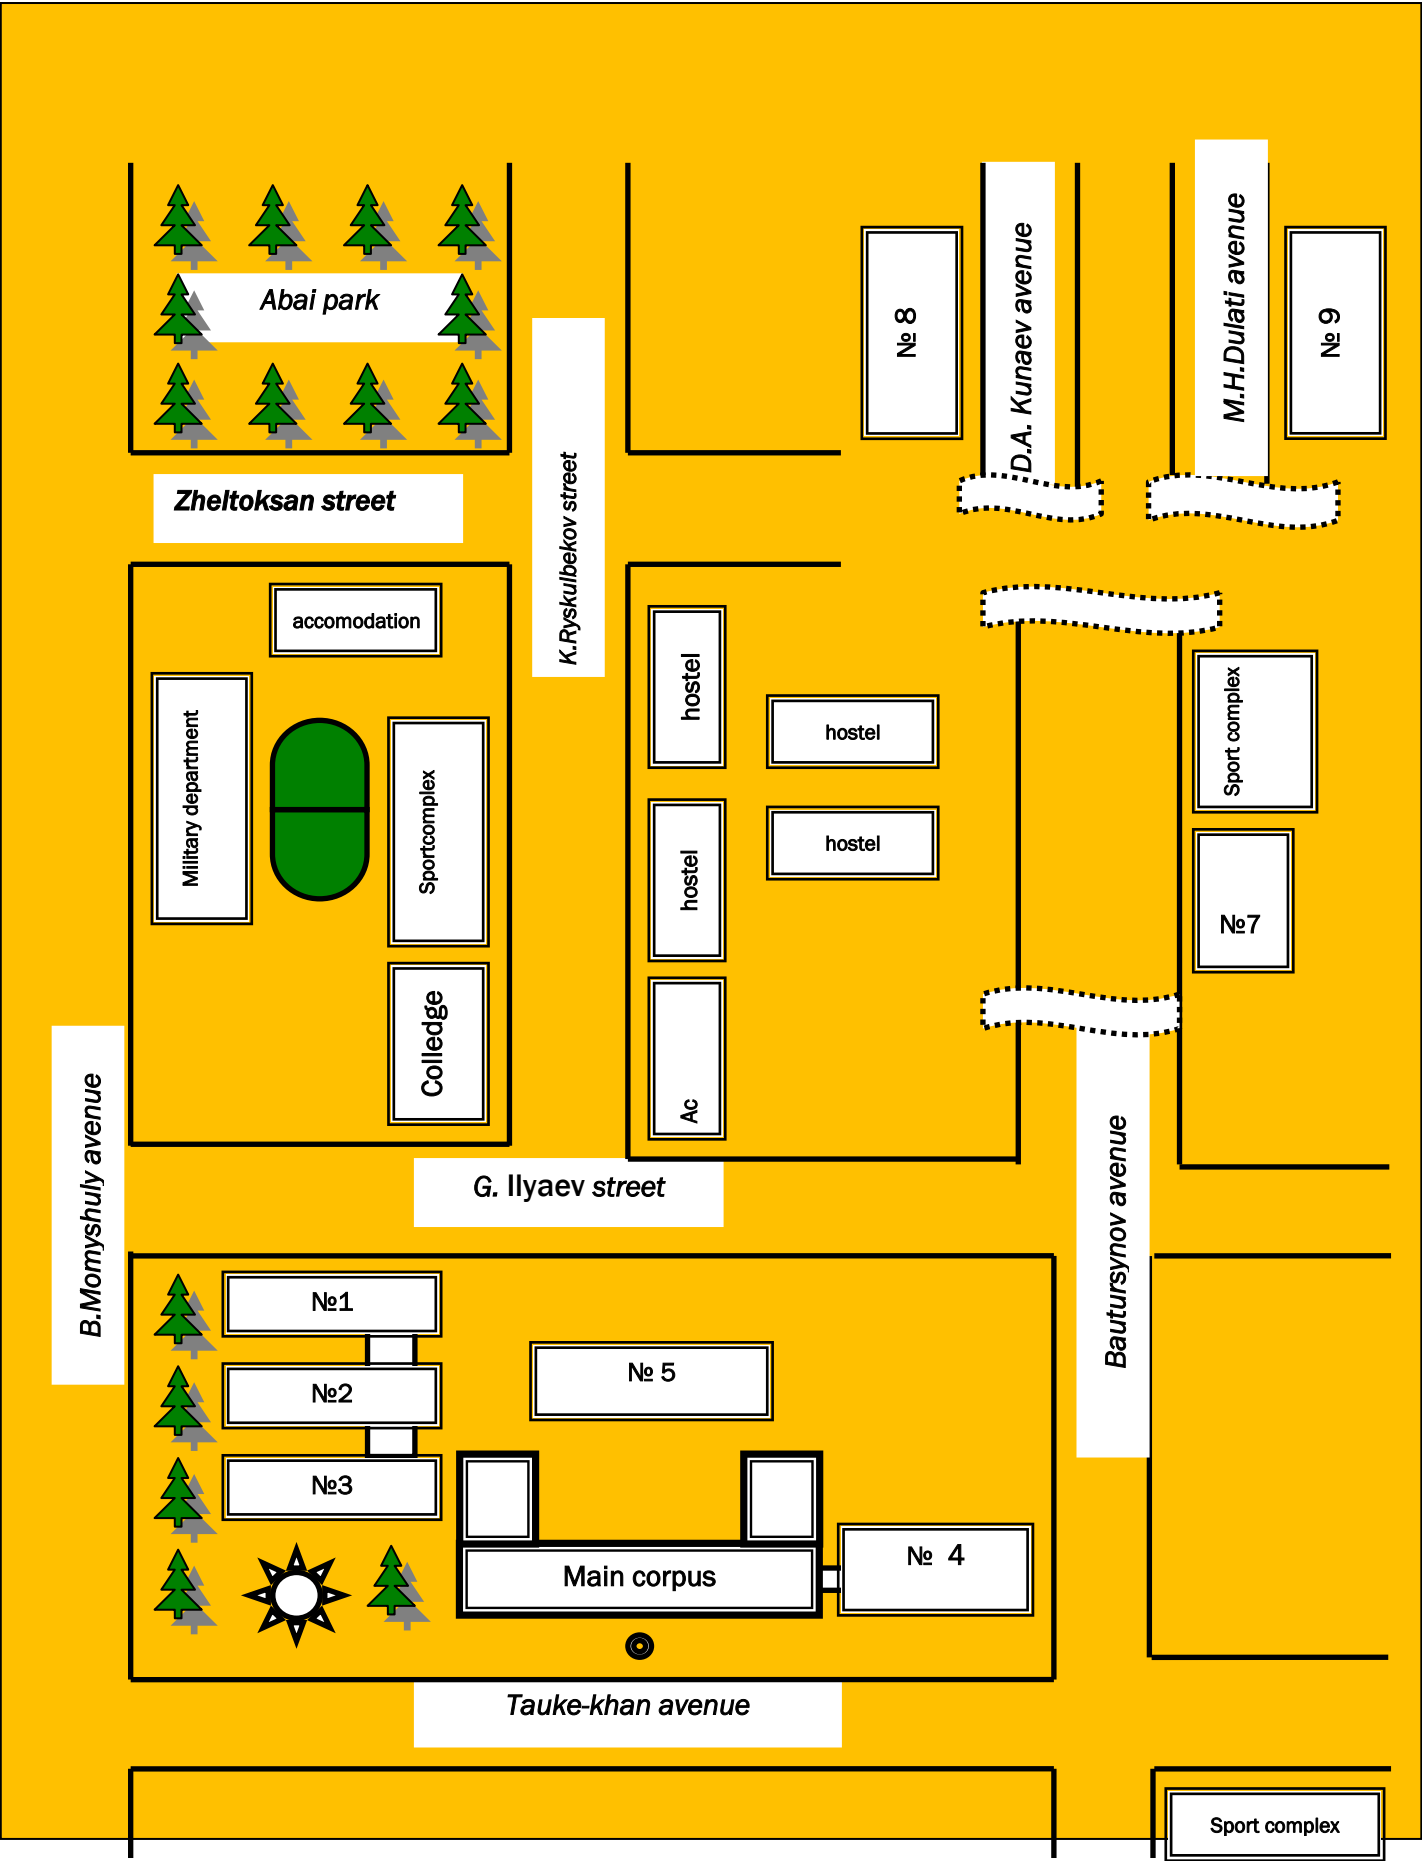 Abai park
№ 8
D.A. Kunaev avenue
M.H.Dulati avenue
№ 9
Zheltoksan street
K.Ryskulbekov street
accomodation
Military department
Sportcomplex
Colledge
hostel
hostel
hostel
hostel
Ac
Sport complex
№7
B.Momyshuly avenue
G. Ilyaev street
Bautursynov avenue
№1
№2
№3
№ 5
Main corpus
№ 4
Tauke-khan avenue
Sport complex